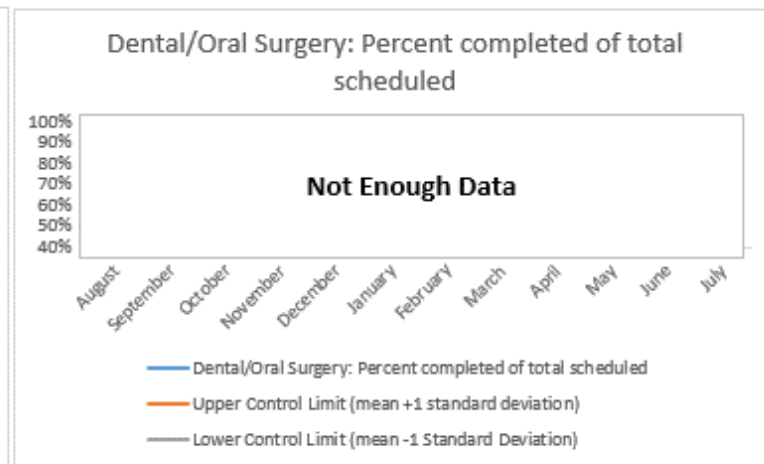 Dental/Oral Surgery: Percent completed of total
scheduled
100%
90%
80%
70%
60%
50%
40%
Not Enough Data
August
September
October
November
December
January
February
March
April
May
June
July
Dental/Oral Surgery: Percent completed of total scheduled
Upper Control Limit (mean +1 standard deviation)
Lower Control Limit (mean -1 Standard Deviation)